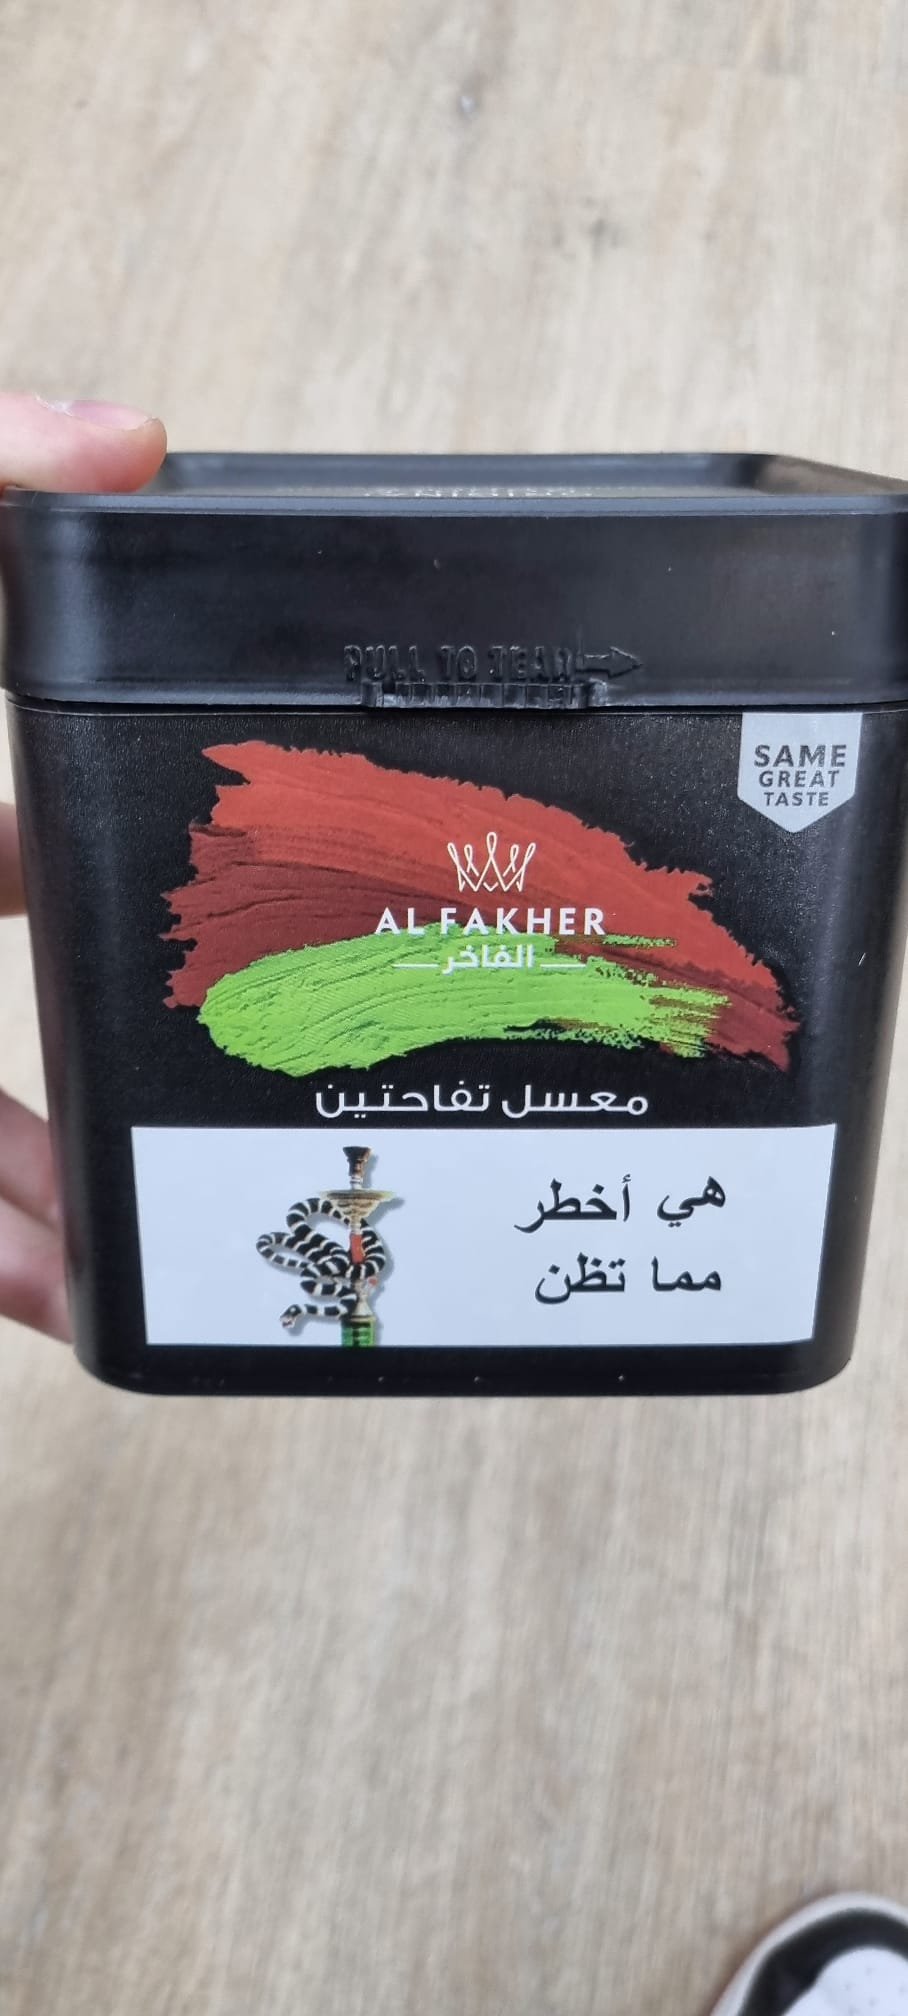 PULL TO TEAR
SAME
GREAT
TASTE
AL FAKHER
الفاخر
معسل تفاحتين
هي أخطر
مما تظن